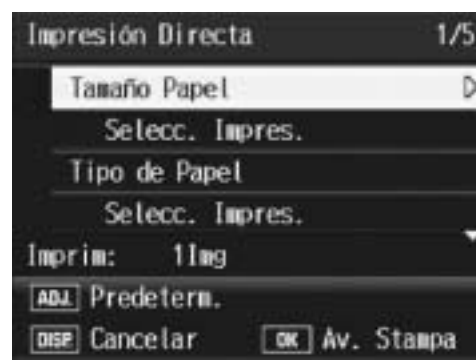 Impresión Directa 1/5
Tamaño Papel
Selecc. Impres.
Tipo de Papel
Selecc. Impres.
Imprim: 1Img
ADJ. Predeterm.
DISP Cancelar OK Av. Stampa